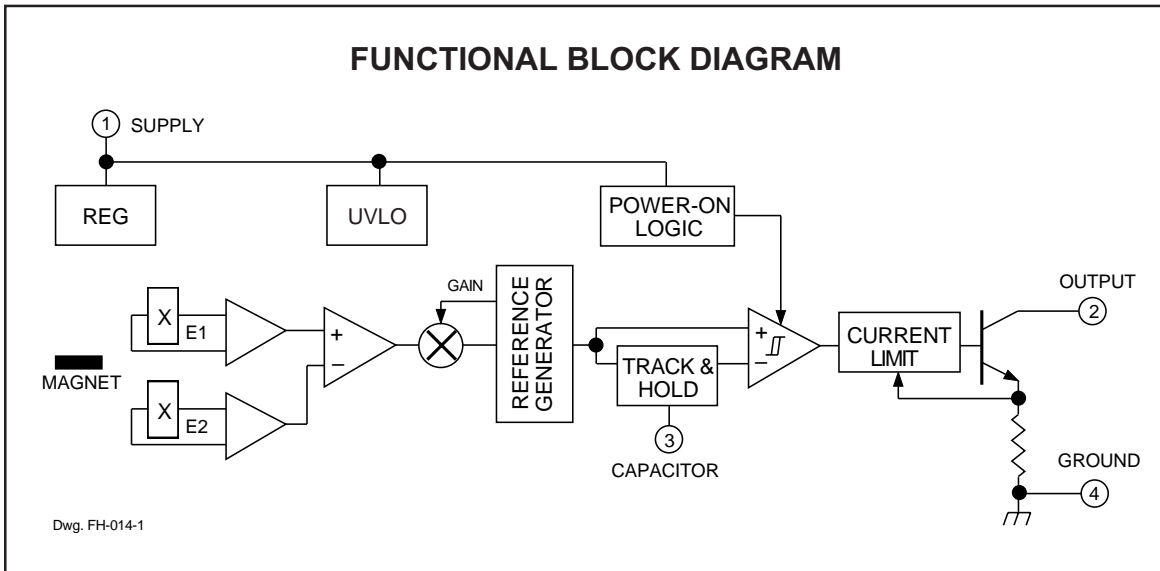 FUNCTIONAL BLOCK DIAGRAM
1 SUPPLY
REG
UVLO
POWER-ON
LOGIC
X
E1
MAGNET
X
E2
+
−
GAIN
REFERENCE
GENERATOR
TRACK &
HOLD
3
CAPACITOR
+
−
CURRENT
LIMIT
OUTPUT
2
GROUND
4
Dwg. FH-014-1